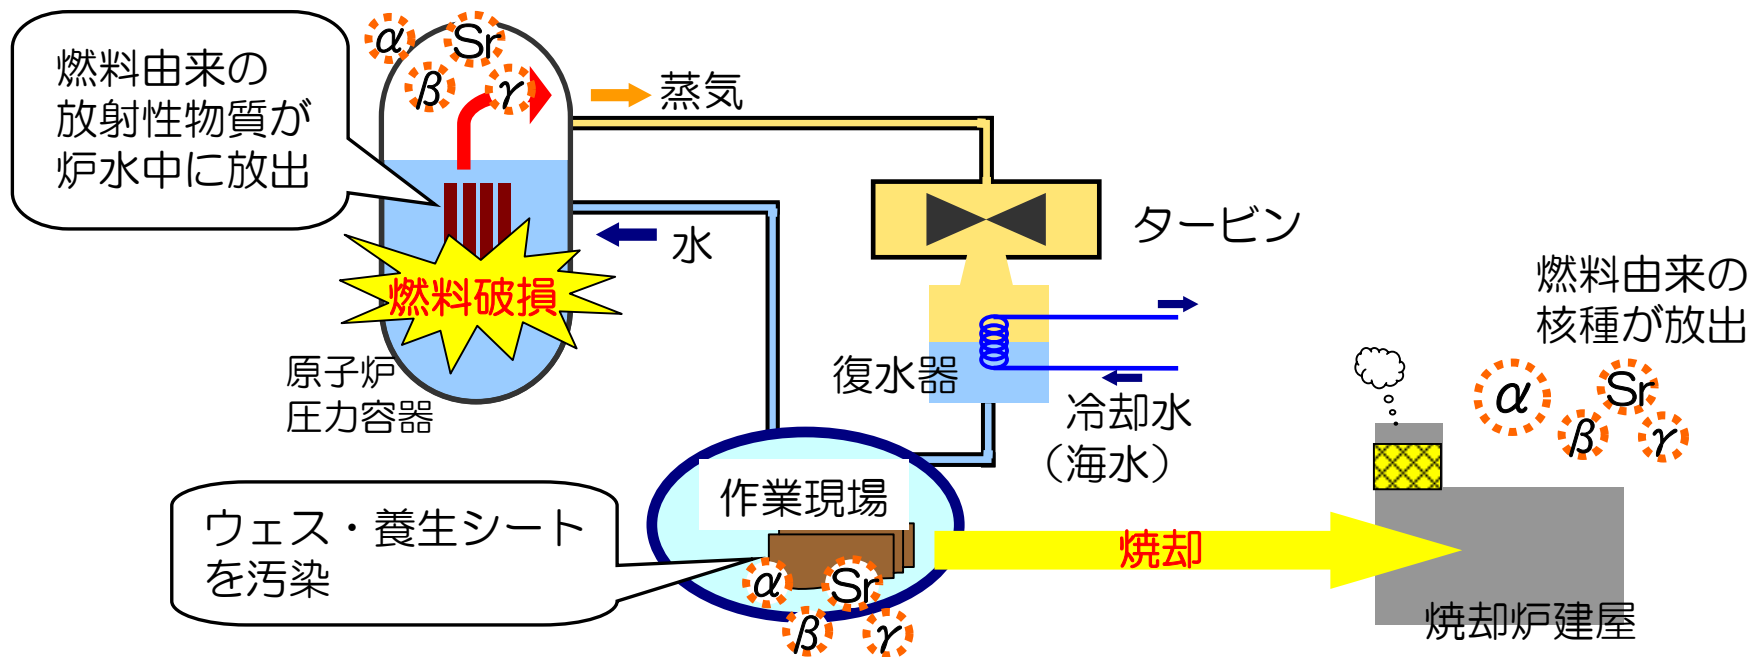 燃料由来の
放射性物質が
炉水中に放出
α
Sr
β
γ
蒸気
水
燃料破損
原子炉
圧力容器
タービン
復水器
冷却水
（海水）
燃料由来の
核種が放出
α
Sr
β
γ
作業現場
ウェス・養生シート
を汚染
α
Sr
β
γ
焼却
焼却炉建屋